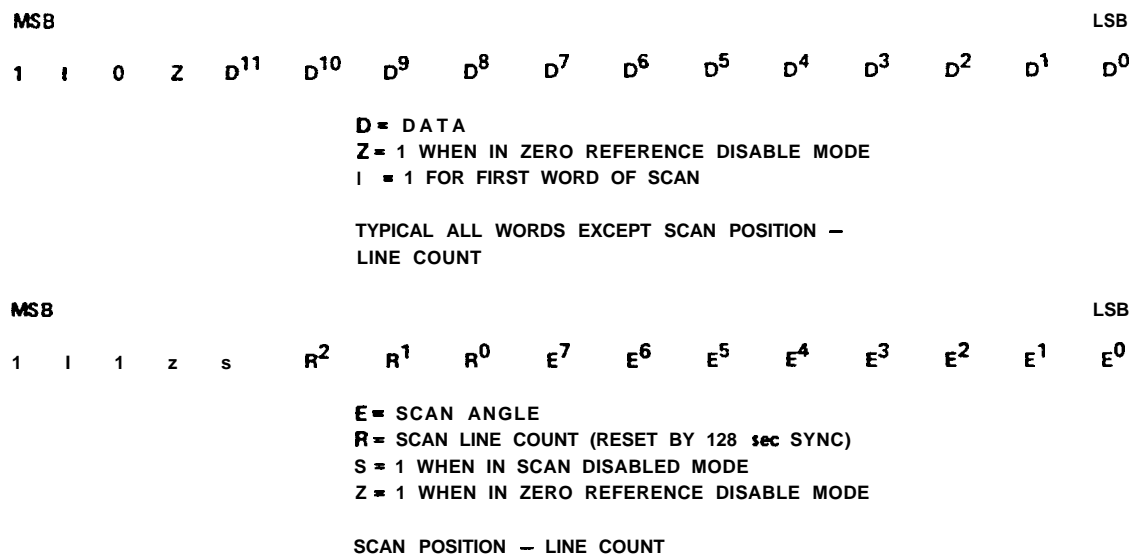 MSB LSB
1 I 0 Z D11 D10 D9 D8 D7 D6 D5 D4 D3 D2 D1 D0
D = DATA
Z = 1 WHEN IN ZERO REFERENCE DISABLE MODE
I = 1 FOR FIRST WORD OF SCAN
TYPICAL ALL WORDS EXCEPT SCAN POSITION –
LINE COUNT
MSB LSB
1 I 1 z s R2 R1 R0 E7 E6 E5 E4 E3 E2 E1 E0
E = SCAN ANGLE
R = SCAN LINE COUNT (RESET BY 128 sec SYNC)
S = 1 WHEN IN SCAN DISABLED MODE
Z = 1 WHEN IN ZERO REFERENCE DISABLE MODE
SCAN POSITION – LINE COUNT